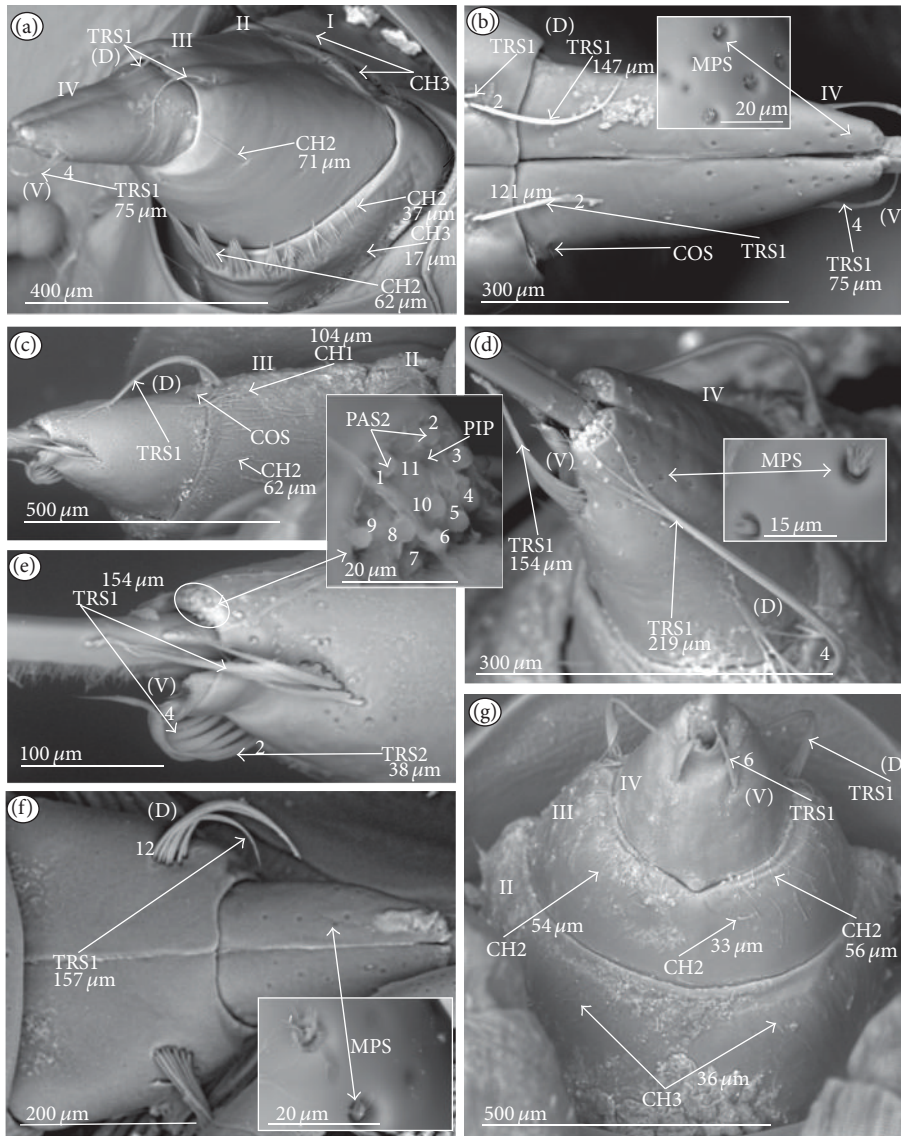 (a)
TRS1
(D)
III
II
I
IV
CH3
CH2
71 μm
4
(V)
TRS1
75 μm
CH2
37 μm
CH3
17 μm
CH2
62 μm
400 μm
(b)
(D)
TRS1
TRS1
147 μm
MPS
20 μm
IV
2
121 μm
2
4
(V)
COS
TRS1
TRS1
75 μm
300 μm
(c)
104 μm
III
CH1
II
(D)
TRS1
COS
CH2
62 μm
500 μm
PAS2
2
PIP
3
1
11
10
4
5
9
8
6
7
20 μm
(d)
IV
(V)
MPS
15 μm
TRS1
154 μm
(D)
TRS1
219 μm
4
300 μm
(e)
154 μm
TRS1
(V)
4
2
TRS2
38 μm
100 μm
(f)
(D)
12
TRS1
157 μm
MPS
200 μm
20 μm
(g)
IV
6
(V)
TRS1
(D)
TRS1
III
II
54 μm
CH2
33 μm
CH2
CH2
56 μm
36 μm
CH3
500 μm